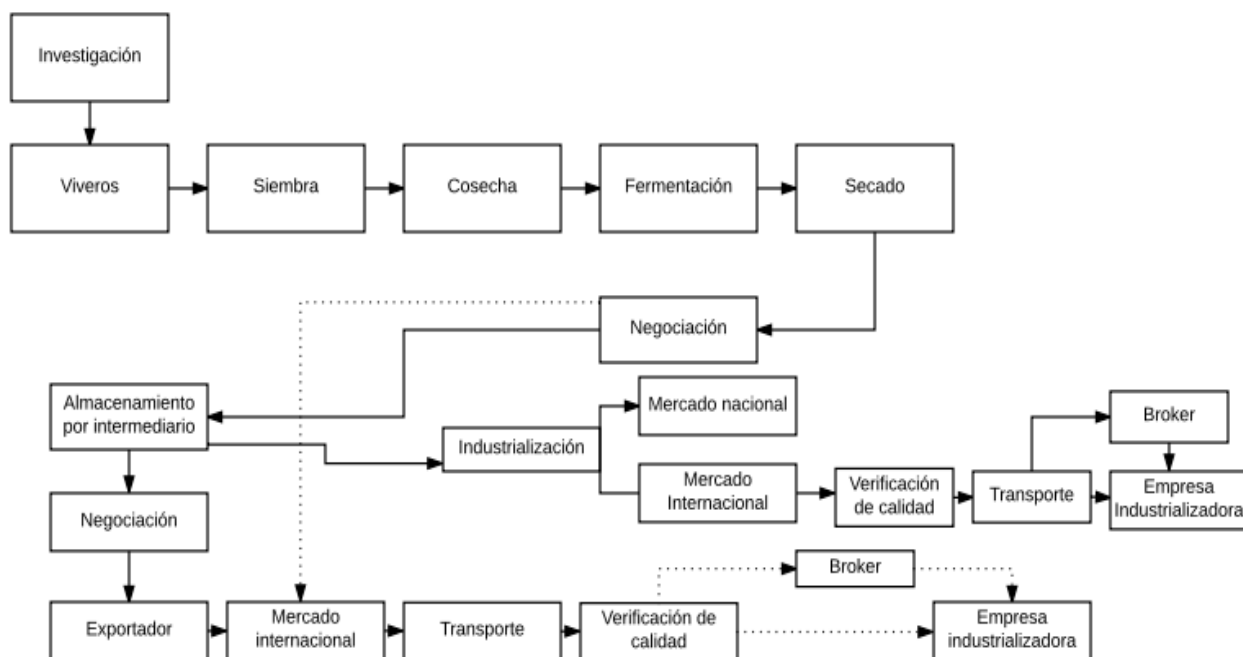 Investigación
Viveros
Siembra
Cosecha
Fermentación
Secado
Negociación
Almacenamiento
por intermediario
Industrialización
Mercado nacional
Mercado
Internacional
Verificación
de calidad
Transporte
Broker
Empresa
Industrializadora
Negociación
Broker
Exportador
Mercado
internacional
Transporte
Verificación de
calidad
Empresa
industrializadora